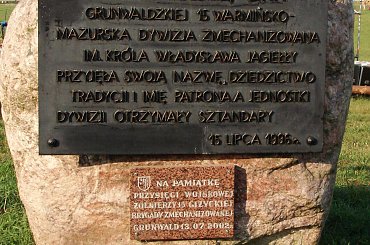 GRUNWALDZKIEJ 15 WARMIŃSKO-
MAZURSKA DYWIZJA ZMECHANIZOWANA
IM. KRÓLA WŁADYSŁAWA JAGIEŁŁY
PRZYJĘŁA SWOJĄ NAZWĘ, DZIEDZICTWO
TRADYCJI I IMIĘ PATRONA A JEDNOSTKI
DYWIZJI OTRZYMAŁY SZTANDARY
15 LIPCA 1995 R.
NA PAMIĄTKĘ
PRZYSIĘGI WOJSKOWEJ
ŻOŁNIERZY 15 GIŻYCKIEJ
BRYGADY ZMECHANIZOWANEJ
GRUNWALD 13.07.2002